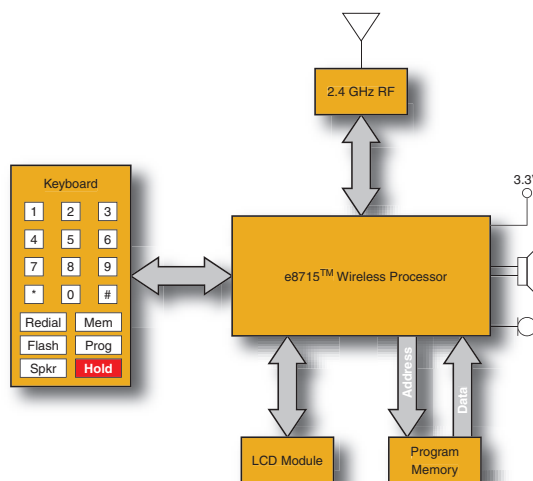 2.4 GHz RF
Keyboard
1 2 3
4 5 6
7 8 9
* 0 #
Redial Mem
Flash Prog
Spkr Hold
3.3V
e8715™ Wireless Processor
Address
Data
LCD Module
Program
Memory